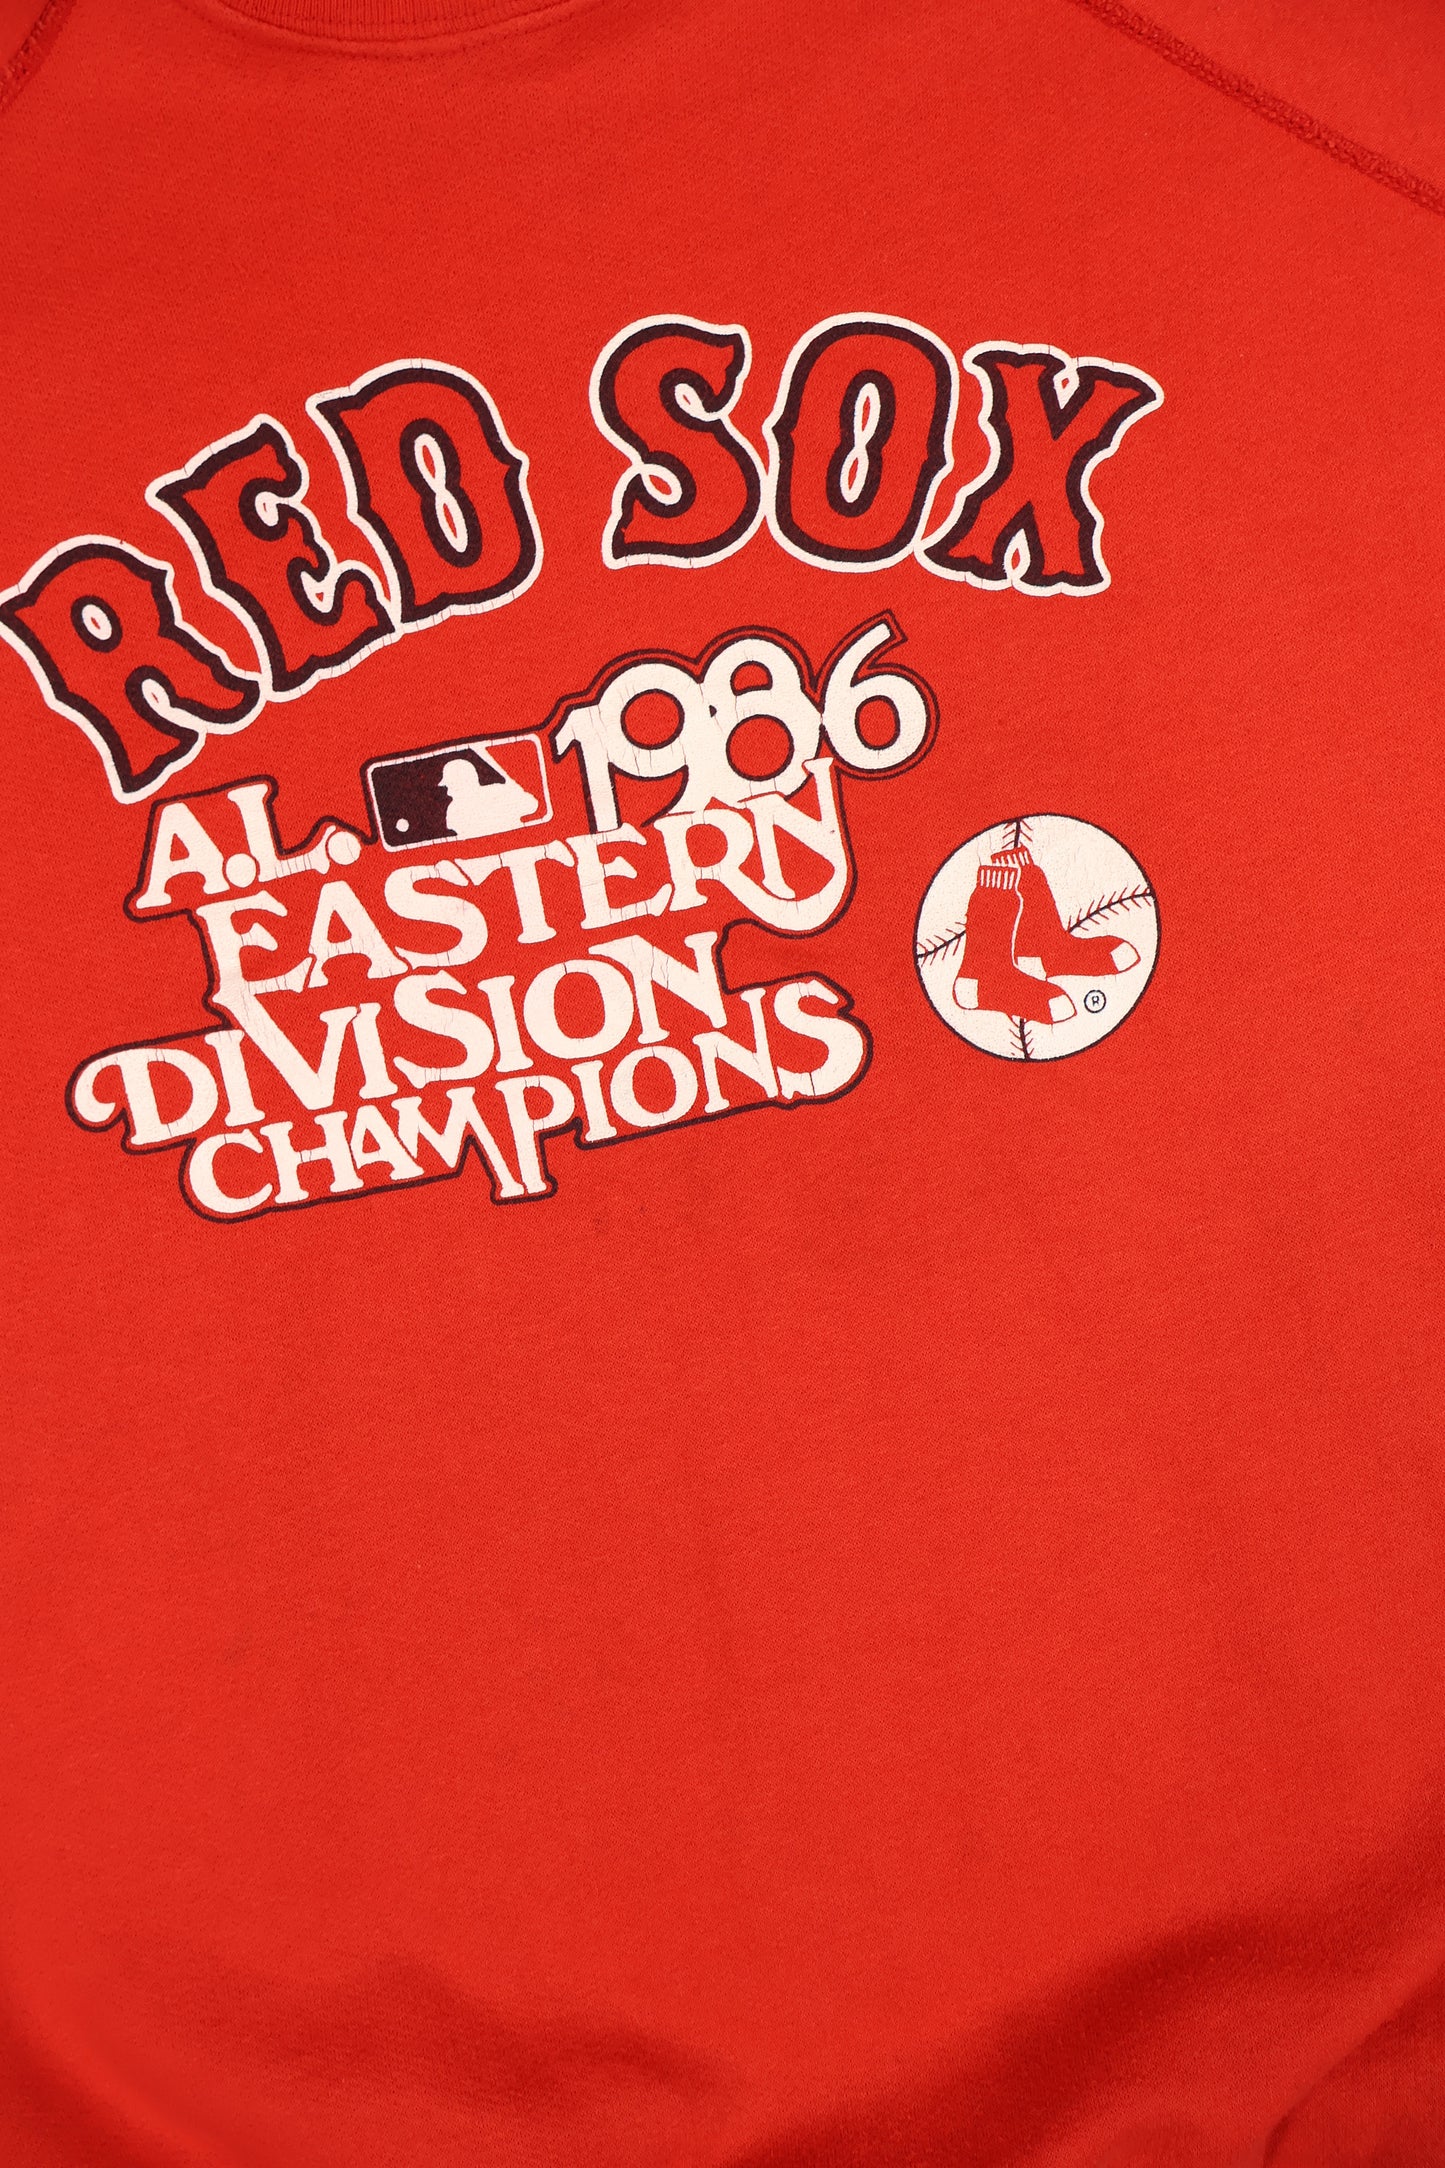 RED SOX
A.L. 1986
EASTERN
DIVISION
CHAMPIONS
®